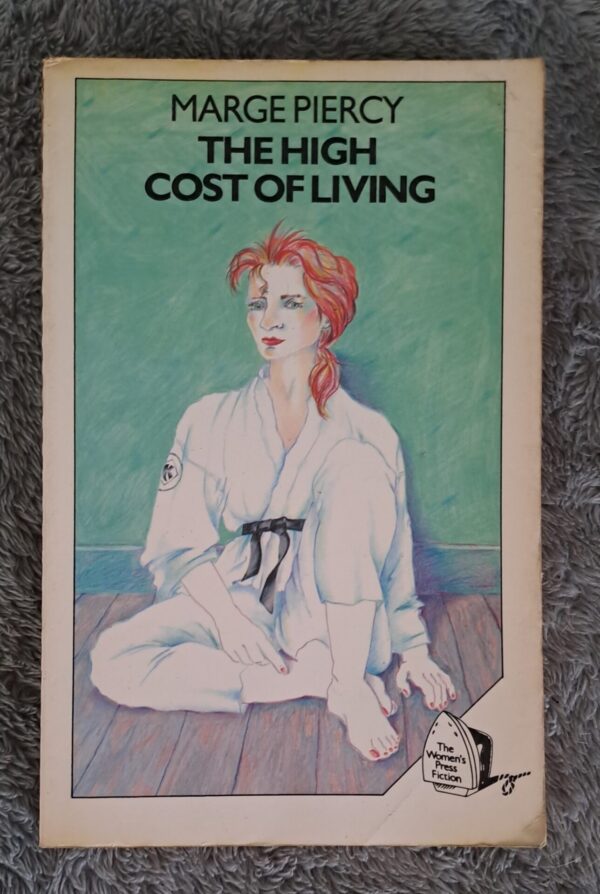 MARGE PIERCY
THE HIGH
COST OF LIVING
K
The
Women's
Press
Fiction